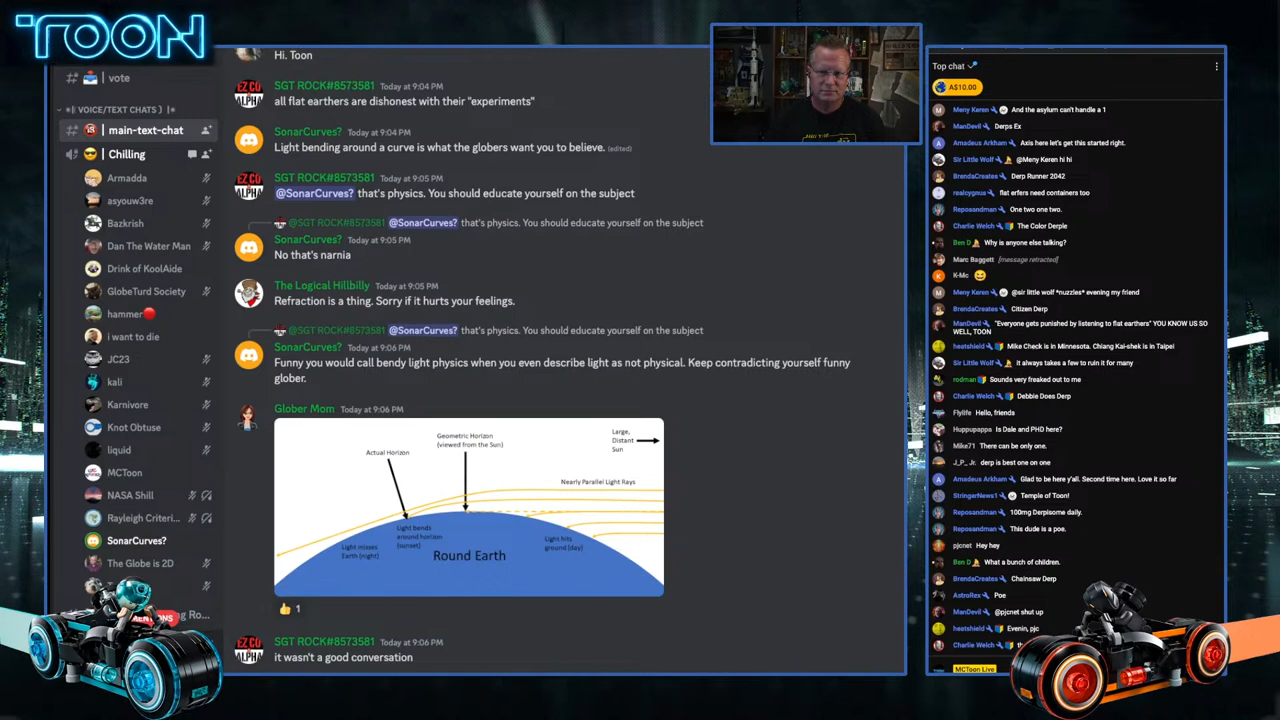 TOON
# vote
VOICE/TEXT CHATS
# main-text-chat
Chilling
Armadda
asyouw3re
Bazkrish
Dan The Water Man
Drink of KoolAide
GlobeTurd Society
hammer
i want to die
JC23
kali
Karnivore
Knot Obtuse
liquid
MCToon
NASA Shill
Rayleigh Criteri...
SonarCurves?
The Globe is 2D
Hi. Toon
SGT ROCK#8573581 Today at 9:04 PM
all flat earthers are dishonest with their "experiments"
SonarCurves? Today at 9:04 PM
Light bending around a curve is what the globers want you to believe. (edited)
SGT ROCK#8573581 Today at 9:05 PM
@SonarCurves? that's physics. You should educate yourself on the subject
@SGT ROCK#8573581 @SonarCurves? that's physics. You should educate yourself on the subject
SonarCurves? Today at 9:05 PM
No that's narnia
The Logical Hillbilly Today at 9:05 PM
Refraction is a thing. Sorry if it hurts your feelings.
@SGT ROCK#8573581 @SonarCurves? that's physics. You should educate yourself on the subject
SonarCurves? Today at 9:06 PM
Funny you would call bendy light physics when you even describe light as not physical. Keep contradicting yourself funny
glober.
Glober Mom Today at 9:06 PM
Geometric Horizon
(viewed from the Sun)
Large,
Distant
Sun
Actual Horizon
Nearly Parallel Light Rays
Light bends
around horizon
(sunset)
Light misses
Earth (night)
Light hits
ground (day)
Round Earth
👍 1
SGT ROCK#8573581 Today at 9:06 PM
it wasn't a good conversation
Top chat
A$10.00
Meny Keren And the asylum can't handle a 1
ManDevil Derps Ex
Amadeus Arkham Axis here let's get this started right.
Sir Little Wolf @Meny Keren hi hi
BrendaCreates Derp Runner 2042
realcygnus flat erfers need containers too
Reposandman One two one two.
Charlie Welch The Color Derple
Ben D Why is anyone else talking?
Marc Baggett [message retracted]
K-Mc 😆
Meny Keren @sir little wolf *nuzzles* evening my friend
BrendaCreates Citizen Derp
ManDevil "Everyone gets punished by listening to flat earthers" YOU KNOW US SO
WELL, TOON
heatshield Mike Check is in Minnesota. Chiang Kai-shek is in Taipei
Sir Little Wolf it always takes a few to ruin it for many
rodman Sounds very freaked out to me
Charlie Welch Debbie Does Derp
Flylife Hello, friends
Huppupappa Is Dale and PHD here?
Mike71 There can be only one.
J_P_ Jr. derp is best one on one
Amadeus Arkham Glad to be here y'all. Second time here. Love it so far
StringerNews1 Temple of Toon!
Reposandman 100mg Derpisome daily.
Reposandman This dude is a poe.
pjcnet Hey hey
Ben D What a bunch of children.
BrendaCreates Chainsaw Derp
AstroRex Poe
ManDevil @pjcnet shut up
heatshield Evenin, pjc
Charlie Welch
MCToon Live